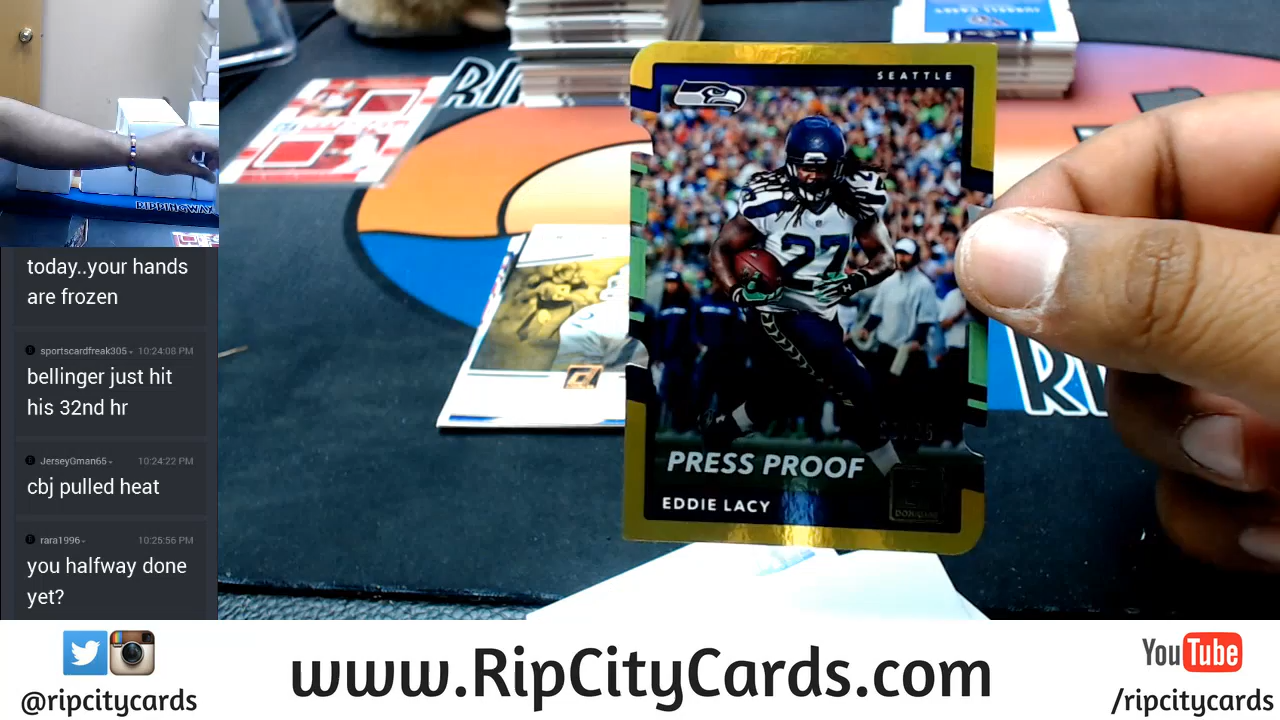 today..your hands
are frozen
sportscardfreak305 10:24:08 PM
bellinger just hit
his 32nd hr
JerseyGman65 10:24:22 PM
cbj pulled heat
rara1996 10:25:56 PM
you halfway done
yet?
RIPPINGWAX
SEATTLE
27
PRESS PROOF
EDDIE LACY
DONRUSS
@ripcitycards
www.RipCityCards.com
YouTube
/ripcitycards